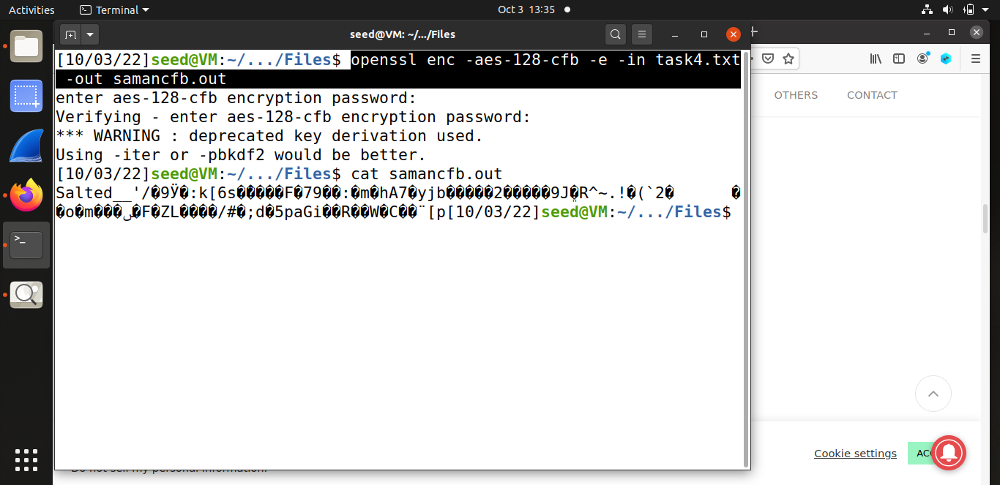 Activities
Terminal
Oct 3 13:35
seed@VM: ~/.../Files
[10/03/22]seed@VM:~/.../Files$ openssl enc -aes-128-cfb -e -in task4.txt
-out samancfb.out
enter aes-128-cfb encryption password:
Verifying - enter aes-128-cfb encryption password:
*** WARNING : deprecated key derivation used.
Using -iter or -pbkdf2 would be better.
[10/03/22]seed@VM:~/.../Files$ cat samancfb.out
Salted__'/�9Ÿ�:k[6s�����F�79��:�m�hA7�yjb�����2�����9J�R^~.!�(`2� �
�o�m���F�ZL����/#�;d�5paGi��R��W�C��¨[p[10/03/22]seed@VM:~/.../Files$
OTHERS
CONTACT
Cookie settings
Do not sell my personal information.